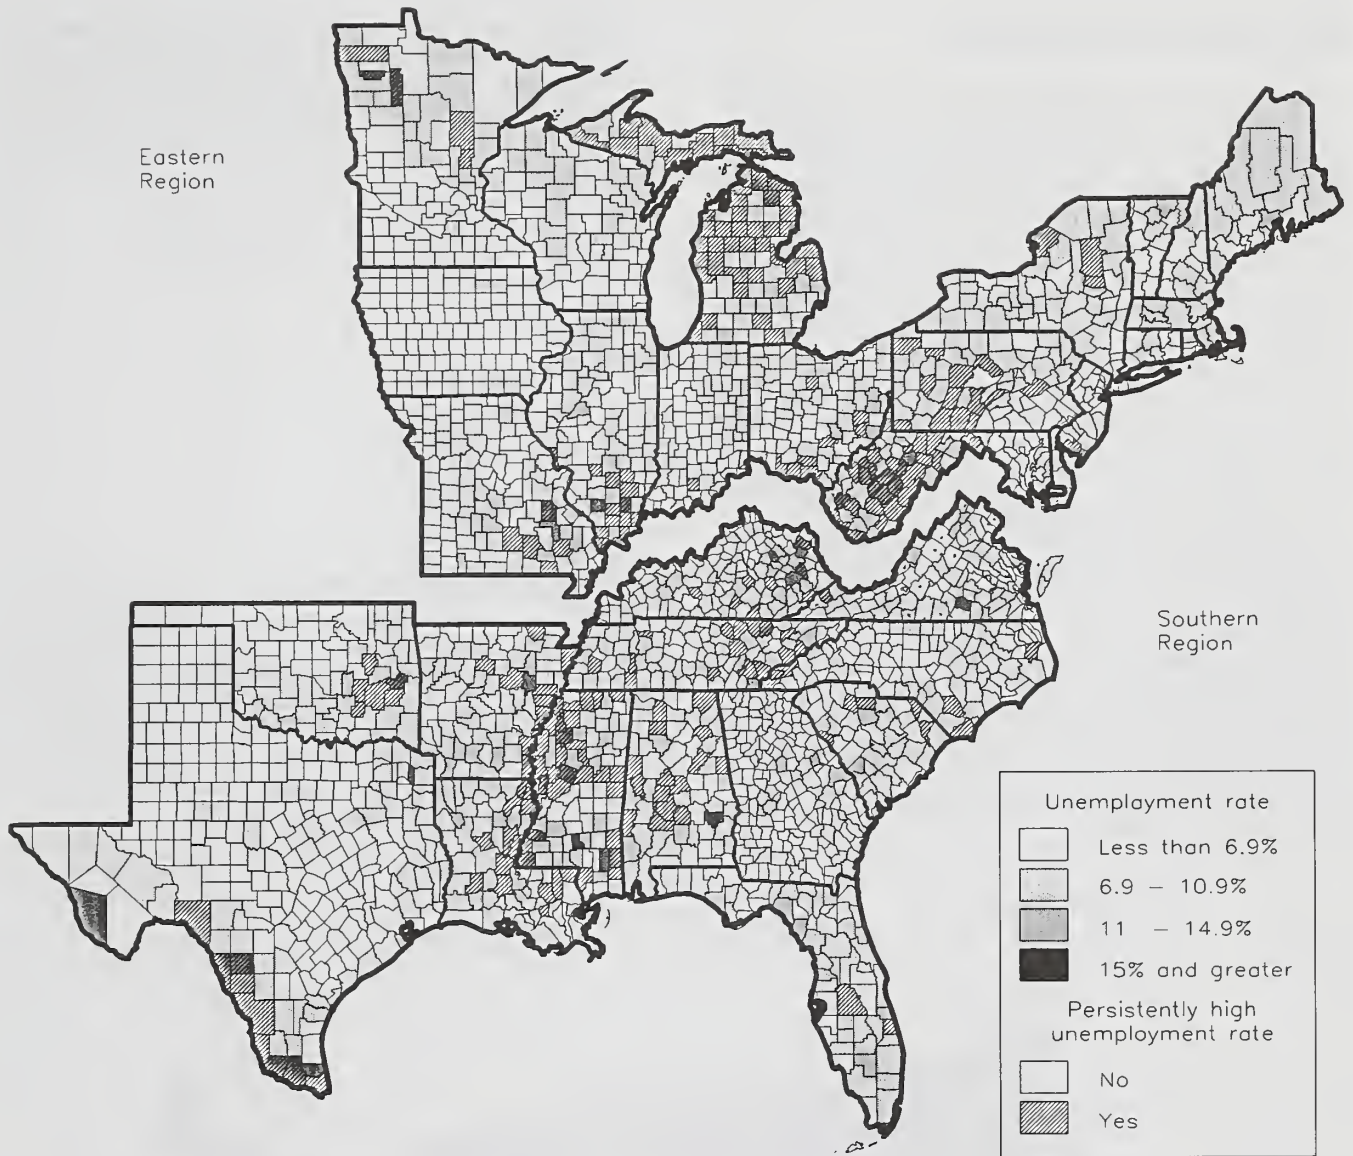 Eastern
Region
Southern
Region
Unemplayment rate
Less than 6.9%
6.9 – 10.9%
11 – 14.9%
15% and greater
Persistently high
unemployment rate
No
Yes